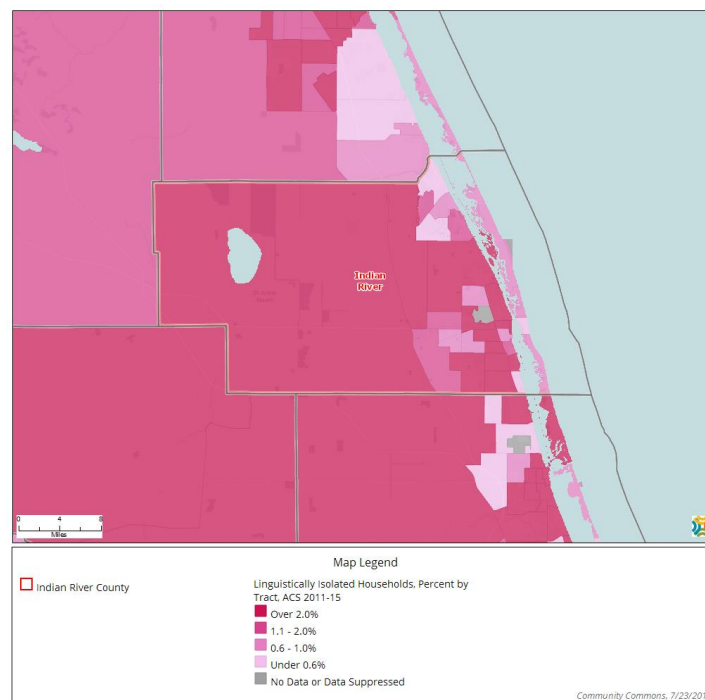 Indian
River
0 4 8
Miles
Map Legend
Indian River County
Linguistically Isolated Households, Percent by
Tract, ACS 2011-15
Over 2.0%
1.1 - 2.0%
0.6 - 1.0%
Under 0.6%
No Data or Data Suppressed
Community Commons, 7/23/201